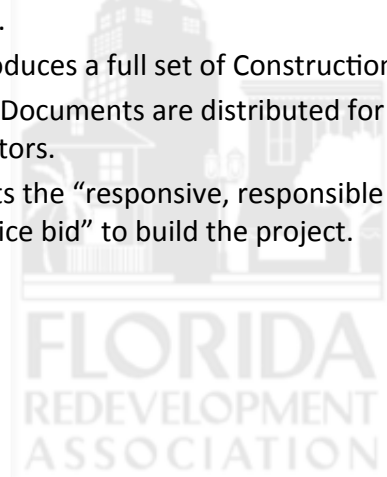 .
oduces a full set of Construction
Documents are distributed for
tors.
ts the “responsive, responsible
ice bid” to build the project.
FLORIDA
REDEVELOPMENT
ASSOCIATION